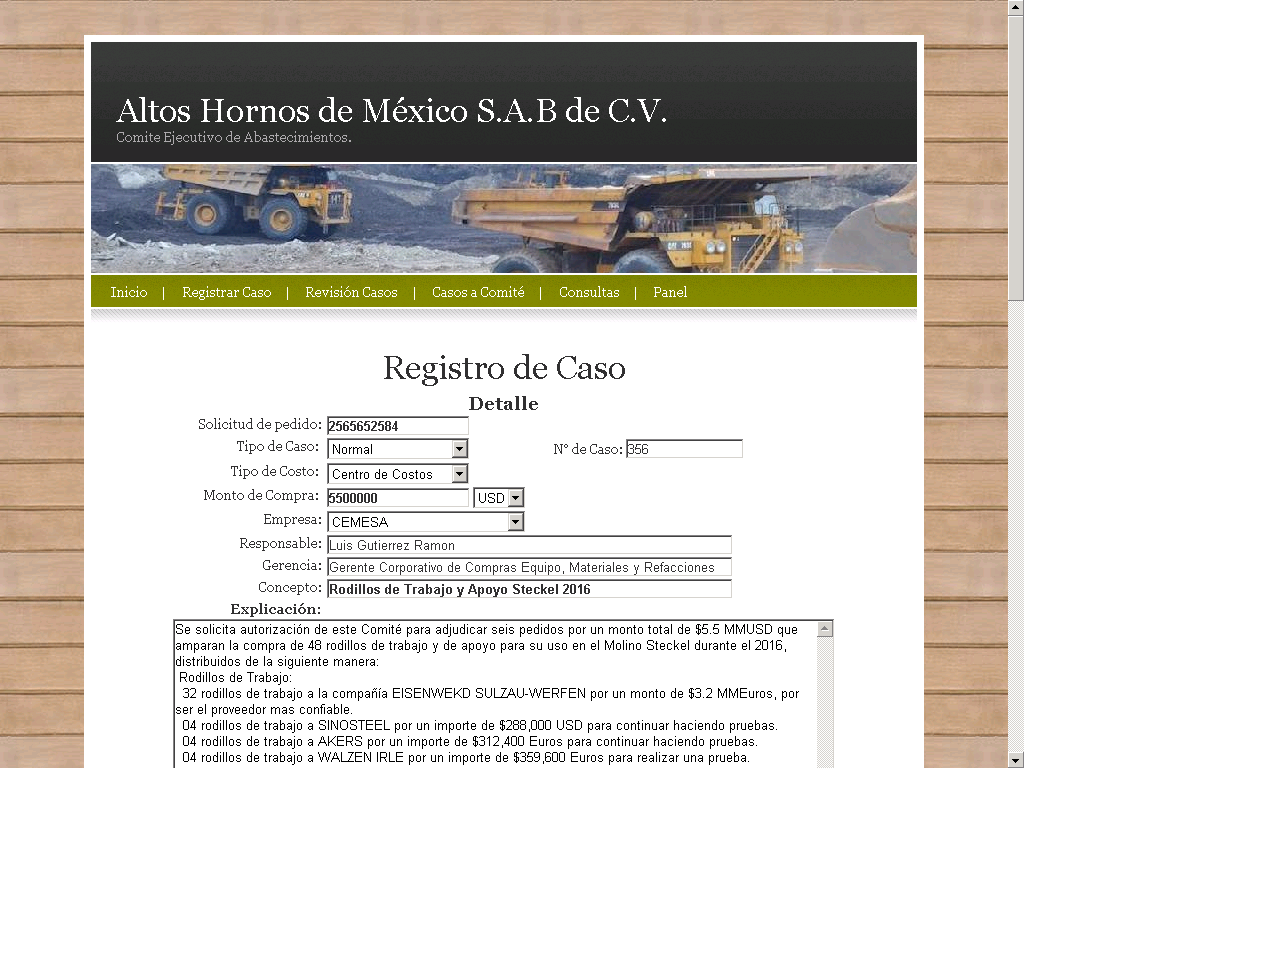 Altos Hornos de México S.A.B de C.V.
Comite Ejecutivo de Abastecimientos.
Inicio | Registrar Caso | Revisión Casos | Casos a Comité | Consultas | Panel
Registro de Caso
Detalle
Solicitud de pedido: 2565652584
Tipo de Caso: Normal N° de Caso: 356
Tipo de Costo: Centro de Costos
Monto de Compra: 5500000 USD
Empresa: CEMESA
Responsable: Luis Gutierrez Ramon
Gerencia: Gerente Corporativo de Compras Equipo, Materiales y Refacciones
Concepto: Rodillos de Trabajo y Apoyo Steckel 2016
Explicación:
Se solicita autorización de este Comité para adjudicar seis pedidos por un monto total de $5.5 MMUSD que
amparan la compra de 48 rodillos de trabajo y de apoyo para su uso en el Molino Steckel durante el 2016,
distribuidos de la siguiente manera:
Rodillos de Trabajo:
32 rodillos de trabajo a la compañía EISENWEKD SULZAU-WERFEN por un monto de $3.2 MMEuros, por
ser el proveedor mas confiable.
04 rodillos de trabajo a SINOSTEEL por un importe de $288,000 USD para continuar haciendo pruebas.
04 rodillos de trabajo a AKERS por un importe de $312,400 Euros para continuar haciendo pruebas.
04 rodillos de trabajo a WALZEN IRLE por un importe de $359,600 Euros para realizar una prueba.